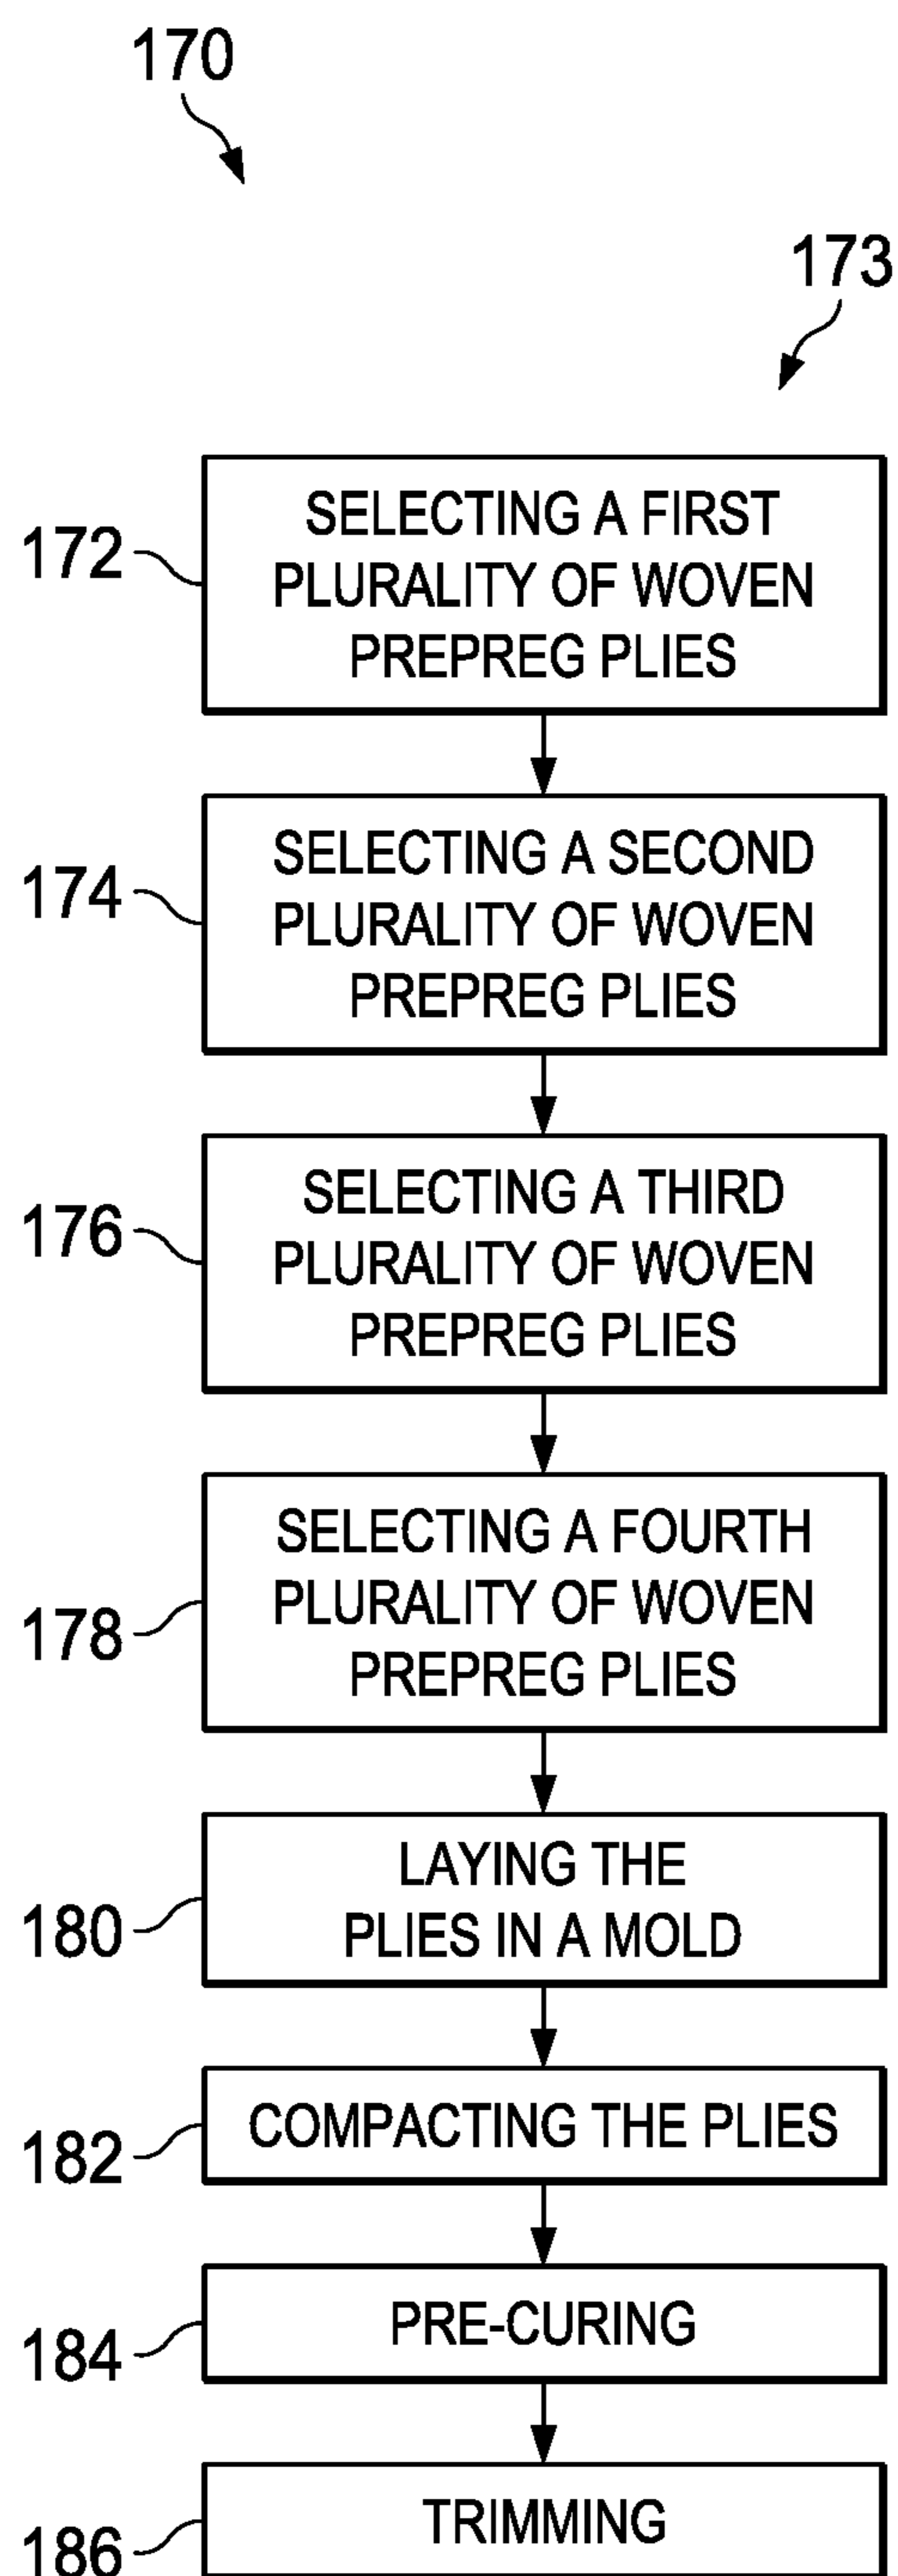 170
173
172
SELECTING A FIRST
PLURALITY OF WOVEN
PREPREG PLIES
174
SELECTING A SECOND
PLURALITY OF WOVEN
PREPREG PLIES
176
SELECTING A THIRD
PLURALITY OF WOVEN
PREPREG PLIES
178
SELECTING A FOURTH
PLURALITY OF WOVEN
PREPREG PLIES
180
LAYING THE
PLIES IN A MOLD
182
COMPACTING THE PLIES
184
PRE-CURING
186
TRIMMING